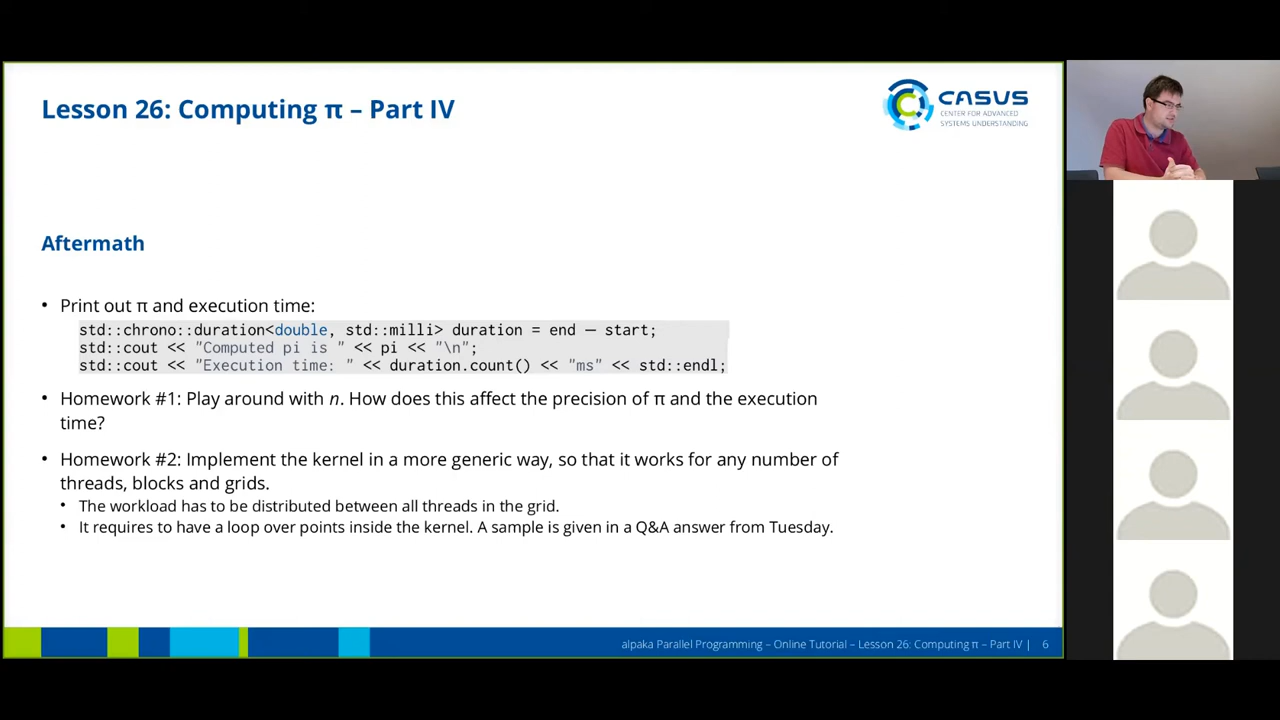 Lesson 26: Computing π – Part IV
CASUS
CENTER FOR ADVANCED
SYSTEMS UNDERSTANDING
Aftermath
• Print out π and execution time:
std::chrono::duration<double, std::milli> duration = end – start;
std::cout << "Computed pi is " << pi << "\n";
std::cout << "Execution time: " << duration.count() << "ms" << std::endl;
• Homework #1: Play around with n. How does this affect the precision of π and the execution
time?
• Homework #2: Implement the kernel in a more generic way, so that it works for any number of
threads, blocks and grids.
• The workload has to be distributed between all threads in the grid.
• It requires to have a loop over points inside the kernel. A sample is given in a Q&A answer from Tuesday.
alpaka Parallel Programming – Online Tutorial – Lesson 26: Computing π – Part IV | 6